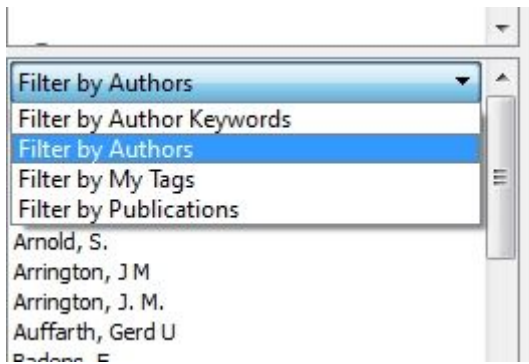 Filter by Authors
Filter by Author Keywords
Filter by Authors
Filter by My Tags
Filter by Publications
Arnold, S.
Arrington, J M
Arrington, J. M.
Auffarth, Gerd U